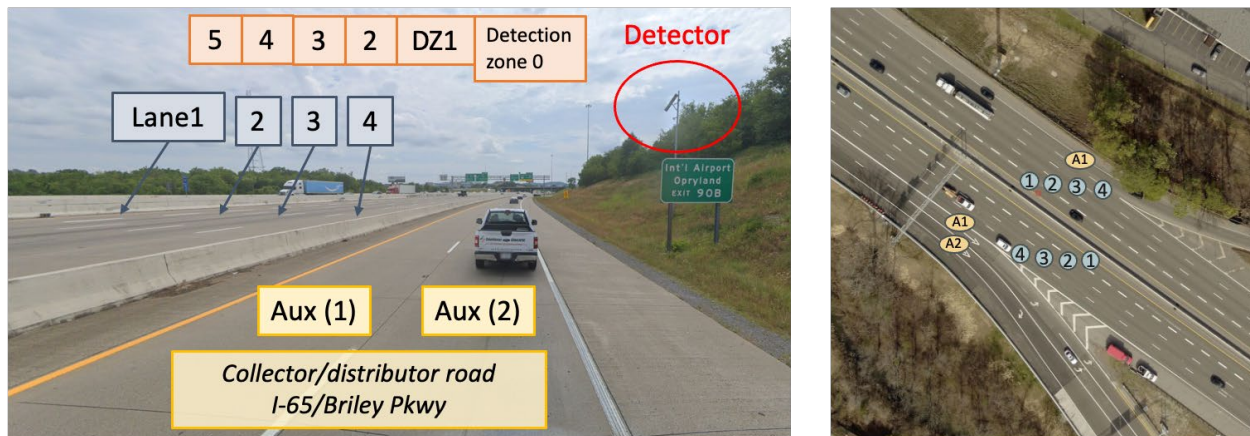 5 4 3 2 DZ1 Detection
zone 0
Detector
Lane1 2 3 4
Int'l Airport
Opryland
EXIT 90B
Aux (1) Aux (2)
Collector/distributor road
I-65/Briley Pkwy
A1
1 2 3 4
A1
A2
4 3 2 1